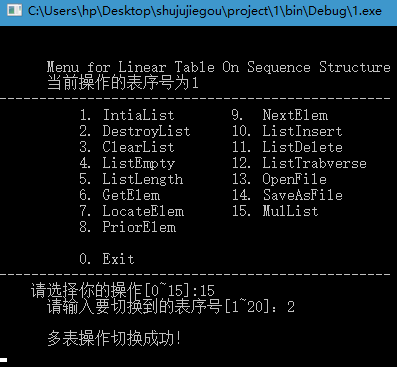 C:\Users\hp\Desktop\shujujiegou\project\1\bin\Debug\1.exe
Menu for Linear Table On Sequence Structure
当前操作的表序号为1
1. IntiaList 9. NextElem
2. DestroyList 10. ListInsert
3. ClearList 11. ListDelete
4. ListEmpty 12. ListTrabverse
5. ListLength 13. OpenFile
6. GetElem 14. SaveAsFile
7. LocateElem 15. MulList
8. PriorElem
0. Exit
请选择你的操作[0~15]:15
请输入要切换到的表序号[1~20]: 2
多表操作切换成功!